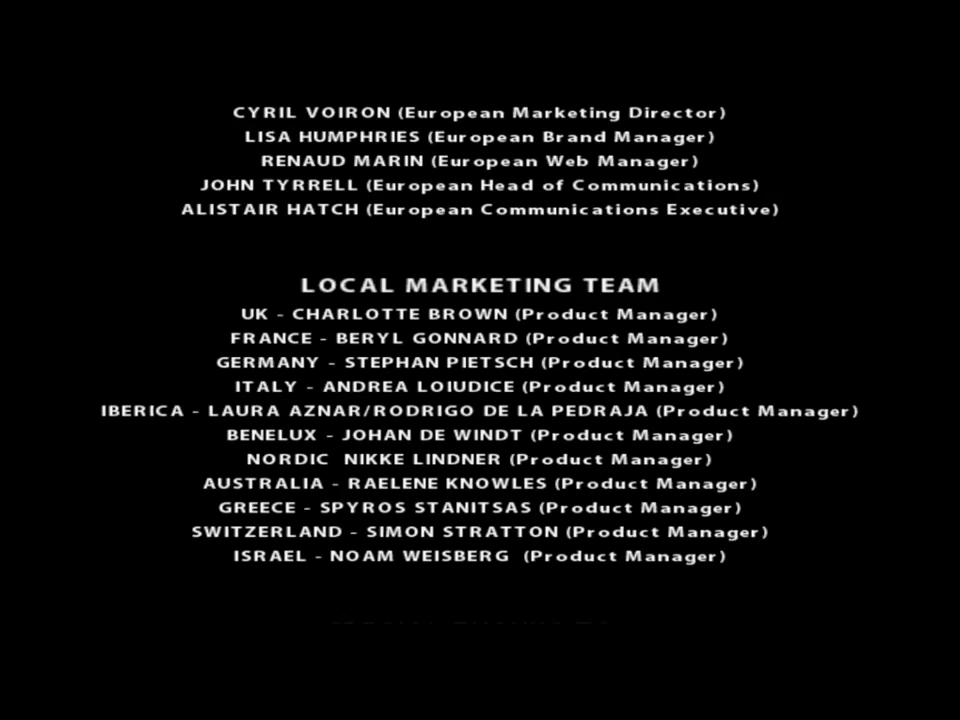 CYRIL VOIRON (European Marketing Director)
LISA HUMPHRIES (European Brand Manager)
RENAUD MARIN (European Web Manager)
JOHN TYRRELL (European Head of Communications)
ALISTAIR HATCH (European Communications Executive)
LOCAL MARKETING TEAM
UK - CHARLOTTE BROWN (Product Manager)
FRANCE - BERYL GONNARD (Product Manager)
GERMANY - STEPHAN PIETSCH (Product Manager)
ITALY - ANDREA LOIUDICE (Product Manager)
IBERICA - LAURA AZNAR/RODRIGO DE LA PEDRAJA (Product Manager)
BENELUX - JOHAN DE WINDT (Product Manager)
NORDIC  NIKKE LINDNER (Product Manager)
AUSTRALIA - RAELENE KNOWLES (Product Manager)
GREECE - SPYROS STANITSAS (Product Manager)
SWITZERLAND - SIMON STRATTON (Product Manager)
ISRAEL - NOAM WEISBERG  (Product Manager)